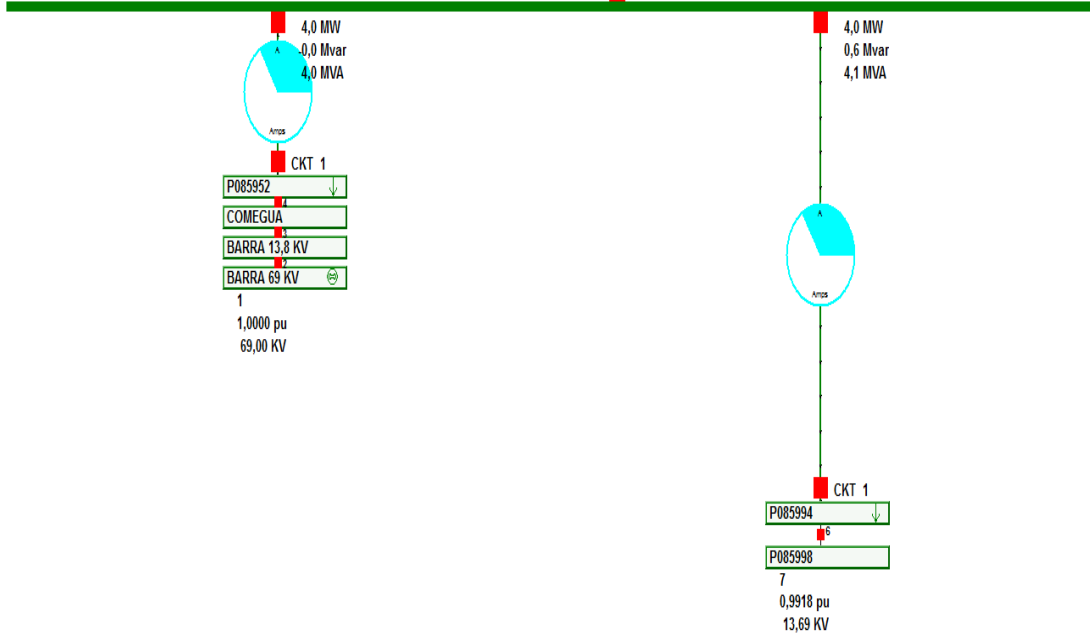 4,0 MW
-0,0 Mvar
4,0 MVA
A
Amps
CKT 1
P085952
4
COMEGUA
3
BARRA 13,8 KV
2
BARRA 69 KV
1
1,0000 pu
69,00 KV
4,0 MW
0,6 Mvar
4,1 MVA
A
Amps
CKT 1
P085994
6
P085998
7
0,9918 pu
13,69 KV